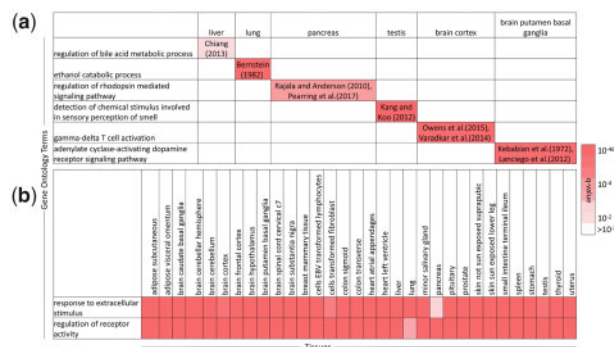 (a)
liver
lung
pancreas
testis
brain cortex
brain putamen basal
ganglia
regulation of bile acid metabolic process
Chiang
(2013)
ethanol catabolic process
Bernstein
(1982)
regulation of rhodopsin mediated
signaling pathway
Rajala and Anderson (2010),
Pearring et al.(2017)
detection of chemical stimulus involved
in sensory perception of smell
Kang and
Koo (2012)
gamma-delta T cell activation
Owens et al.(2015),
Varadkar et al.(2014)
adenylate cyclase-activating dopamine
receptor signaling pathway
Kebabian et al.(1972),
Lanciego et al.(2012)
Gene Ontology Terms
(b)
adipose subcutaneous
adipose visceral omentum
brain caudate basal ganglia
brain cerebellar hemisphere
brain cerebellum
brain cortex
brain frontal cortex
brain hypothalamus
brain putamen basal ganglia
brain spinal cord cervical c7
brain substantia nigra
breast mammary tissue
cells EBV transformed lymphocytes
cells transformed fibroblast
colon sigmoid
colon transverse
heart atrial appendages
heart left ventricle
liver
lung
minor salivary gland
pancreas
pituitary
prostate
skin not sun exposed suprapubic
skin sun exposed lower leg
small intestine terminal ileum
spleen
stomach
testis
thyroid
uterus
response to extracellular
stimulus
regulation of receptor
activity
Tissues